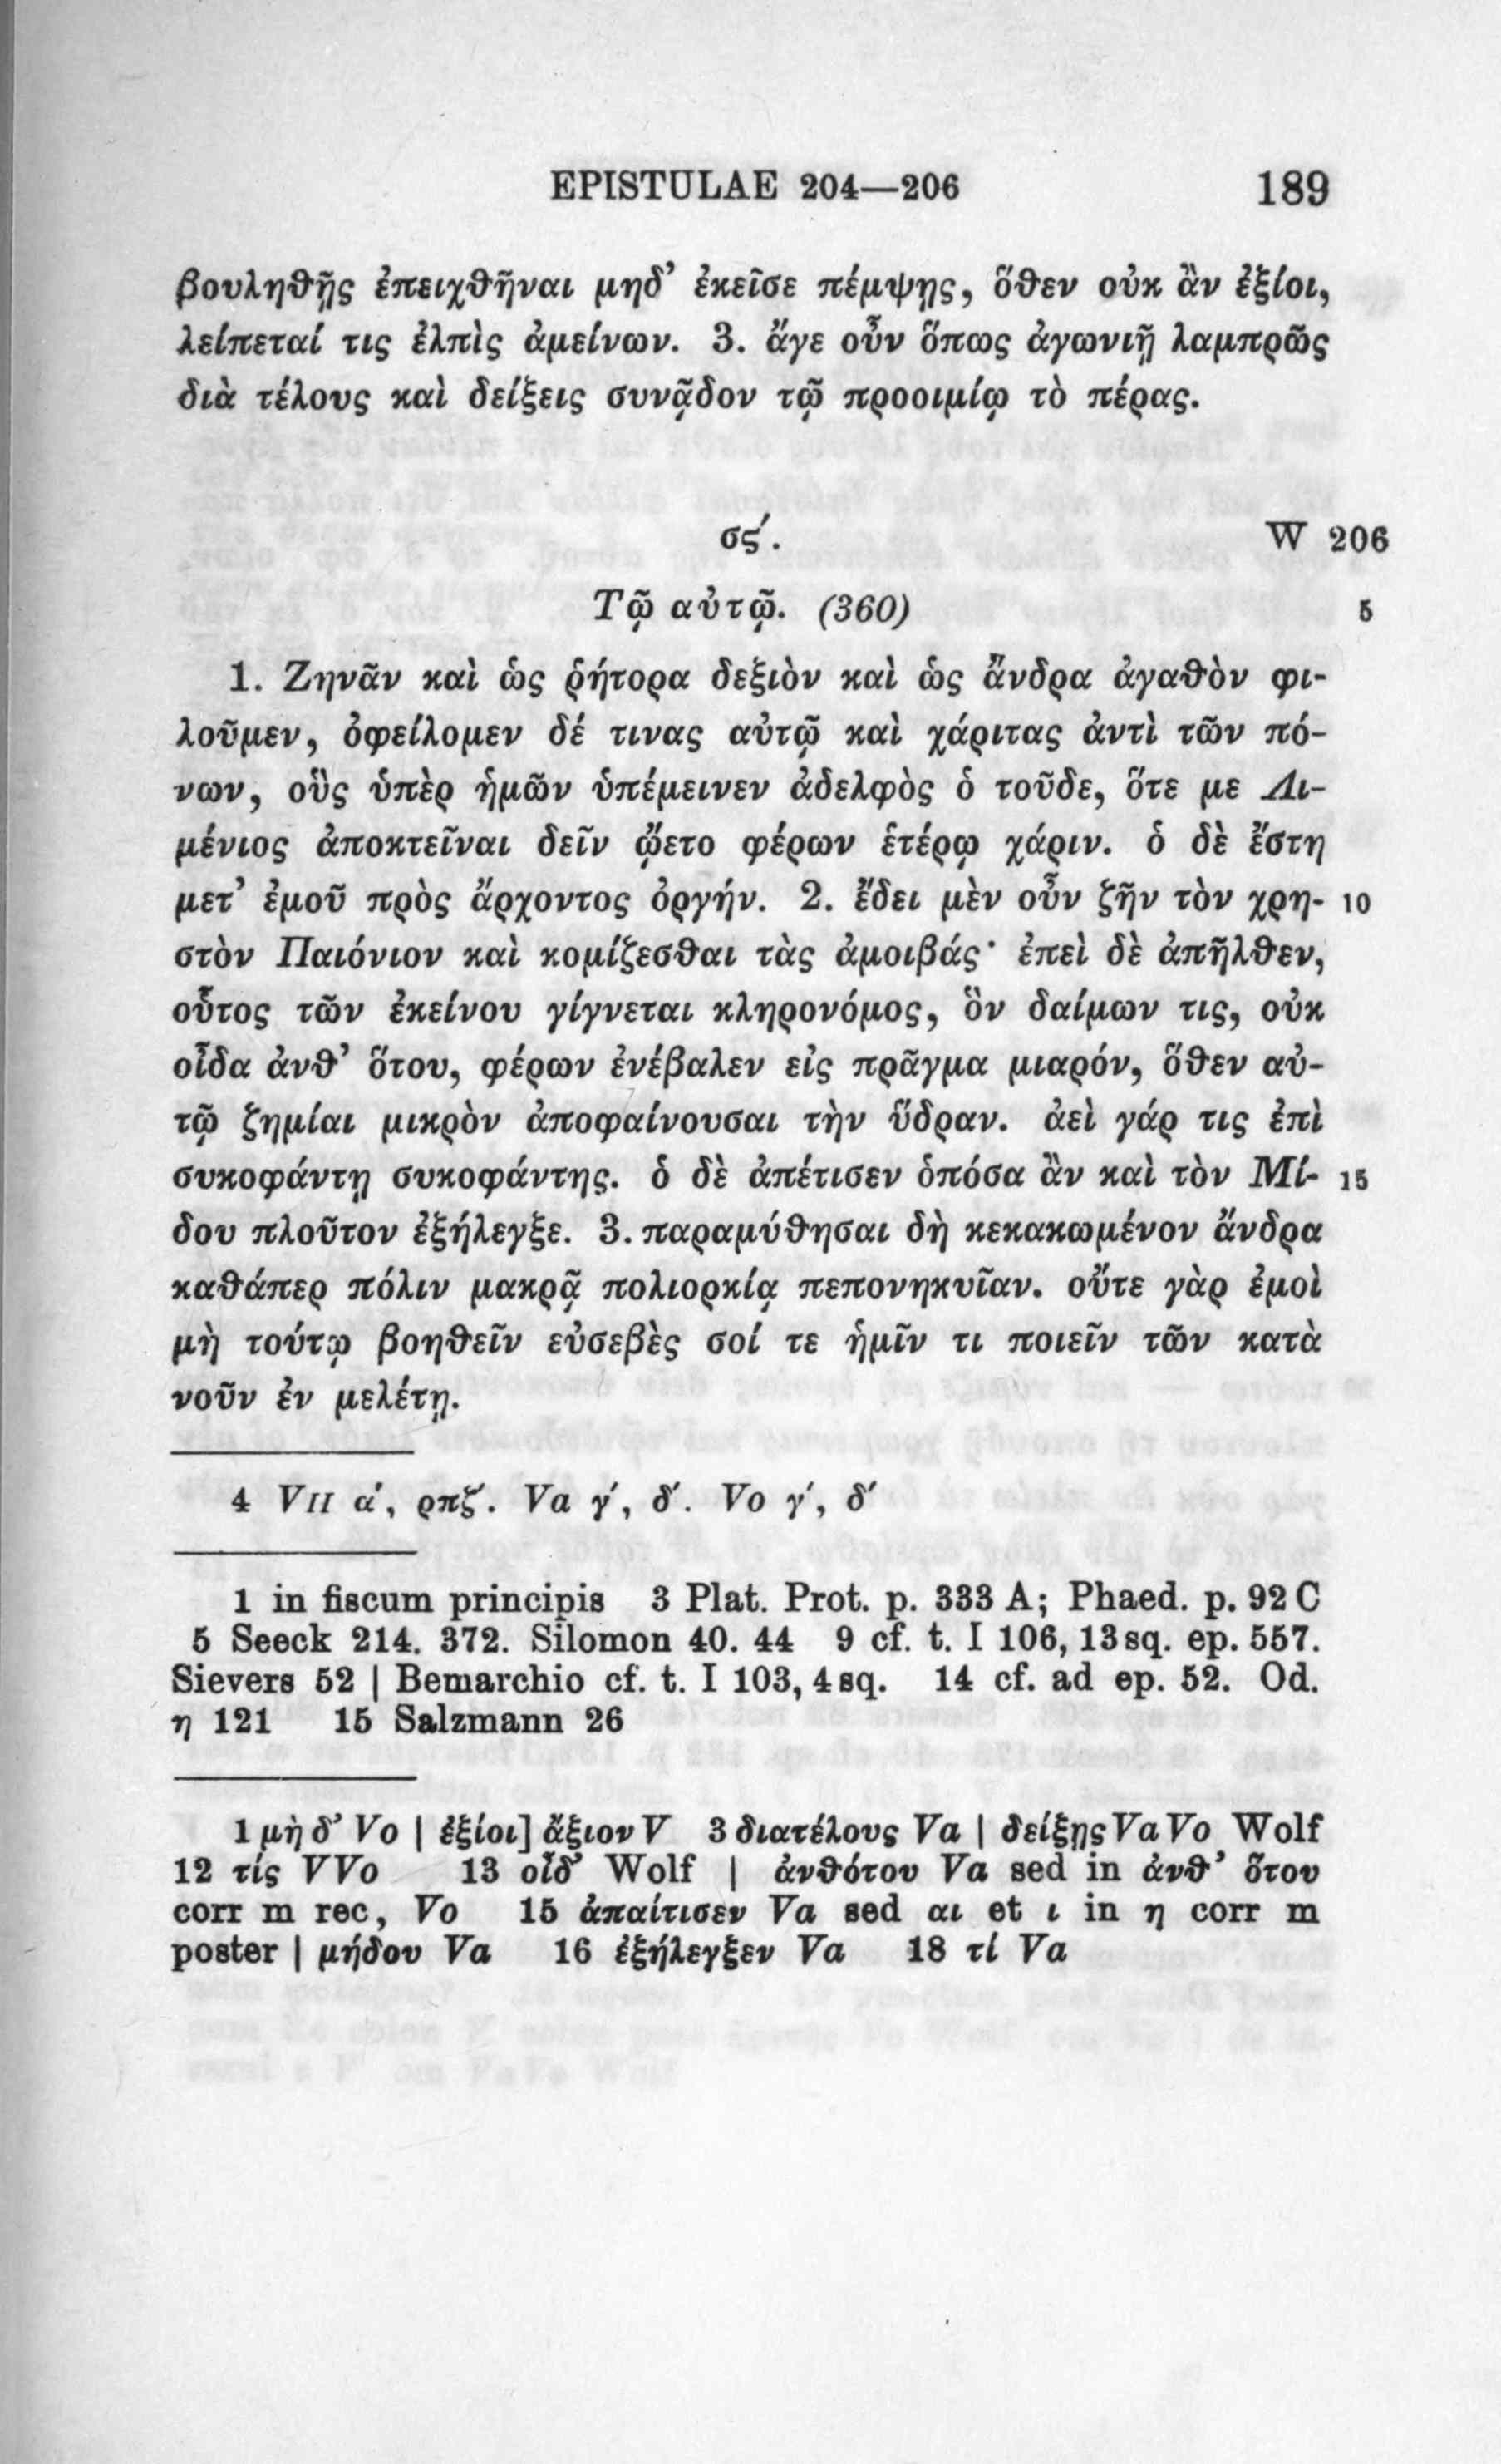 EPISTULAE 204—206 189
βουληθῇς ἐπειχθῆναι μηδ’ ἐκεῖσε πέμψῃς, ὅθεν οὐκ ἂν ἐξίοι,
λείπεταί τις ἐλπὶς ἀμείνων. 3. ἄγε οὖν ὅπως ἀγωνιῇ λαμπρῶς
διὰ τέλους καὶ δείξεις συνᾷδον τῷ προοιμίῳ τὸ πέρας.
σϛ′. W 206
Τῷ αὐτῷ. (360) 5
1. Ζηνᾶν καὶ ὡς ῥήτορα δεξιὸν καὶ ὡς ἄνδρα ἀγαθὸν φι-
λοῦμεν, ὀφείλομεν δέ τινας αὐτῷ καὶ χάριτας ἀντὶ τῶν πό-
νων, οὓς ὑπὲρ ἡμῶν ὑπέμεινεν ἀδελφὸς ὁ τοῦδε, ὅτε με Λι-
μένιος ἀποκτεῖναι δεῖν ᾤετο φέρων ἑτέρῳ χάριν. ὁ δὲ ἔστη
μετ’ ἐμοῦ πρὸς ἄρχοντος ὀργήν. 2. ἔδει μὲν οὖν ζῆν τὸν χρη- 10
στὸν Παιόνιον καὶ κομίζεσθαι τὰς ἀμοιβάς· ἐπεὶ δὲ ἀπῆλθεν,
οὗτος τῶν ἐκείνου γίγνεται κληρονόμος, ὃν δαίμων τις, οὐκ
οἶδα ἀνθ’ ὅτου, φέρων ἐνέβαλεν εἰς πρᾶγμα μιαρόν, ὅθεν αὐ-
τῷ ζημίαι μικρὸν ἀποφαίνουσαι τὴν ὕδραν. ἀεὶ γάρ τις ἐπὶ
συκοφάντῃ συκοφάντης. ὁ δὲ ἀπέτισεν ὁπόσα ἂν καὶ τὸν Μί- 15
δου πλοῦτον ἐξήλεγξε. 3. παραμύθησαι δὴ κεκακωμένον ἄνδρα
καθάπερ πόλιν μακρᾷ πολιορκίᾳ πεπονηκυῖαν. οὔτε γὰρ ἐμοὶ
μὴ τούτῳ βοηθεῖν εὐσεβὲς σοί τε ἡμῖν τι ποιεῖν τῶν κατὰ
νοῦν ἐν μελέτῃ.
4 VII α′, ρπζ′. Va γ′, δ′. Vo γ′, δ′
1 in fiscum principis 3 Plat. Prot. p. 333 A; Phaed. p. 92 C
5 Seeck 214. 372. Silomon 40. 44 9 cf. t. I 106, 13 sq. ep. 557.
Sievers 52 | Bemarchio cf. t. I 103, 4 sq. 14 cf. ad ep. 52. Od.
η 121 15 Salzmann 26
1 μὴ δ’ Vo | ἐξίοι] ἄξιον V 3 διατέλους Va | δείξῃς Va Vo Wolf
12 τίς V Vo 13 οἶδ’ Wolf | ἀνθότου Va sed in ἀνθ’ ὅτου
corr m rec, Vo 15 ἀπαίτισεν Va sed αι et ι in η corr m
poster | μήδου Va 16 ἐξήλεγξεν Va 18 τί Va